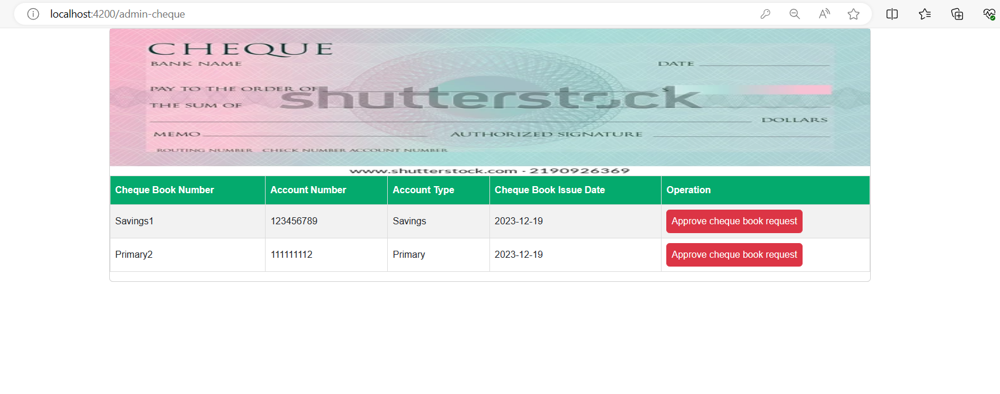 localhost:4200/admin-cheque
CHEQUE
BANK NAME
DATE
PAY TO THE ORDER OF
$
shutterstock
THE SUM OF
DOLLARS
MEMO
AUTHORIZED SIGNATURE
ROUTING NUMBER CHECK NUMBER ACCOUNT NUMBER
www.shutterstock.com · 2190926369
Cheque Book Number Account Number Account Type Cheque Book Issue Date Operation
Savings1 123456789 Savings 2023-12-19 Approve cheque book request
Primary2 111111112 Primary 2023-12-19 Approve cheque book request